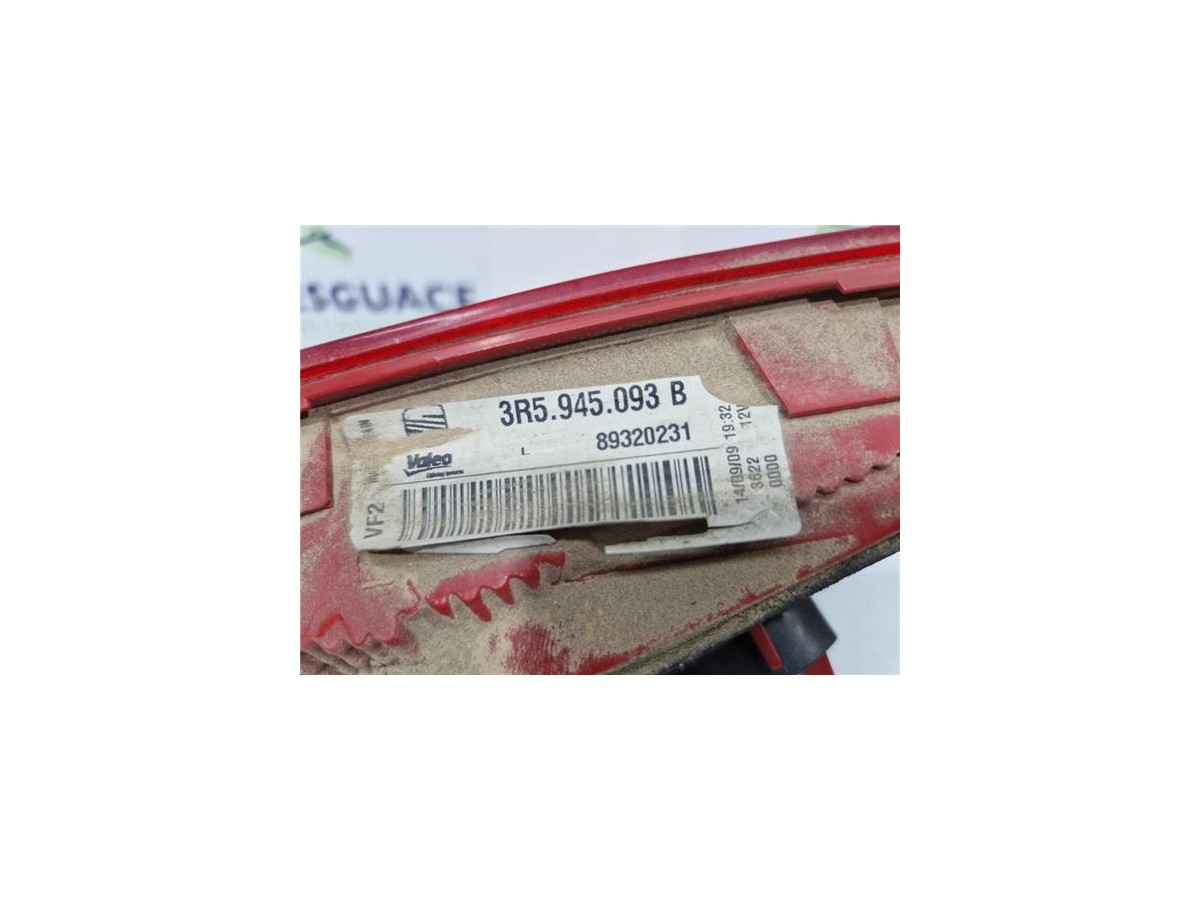 ESGUACE
3R5.945.093 B
Valeo
L 89320231
VF2
14/09/09 19:32
3622 12V
0000